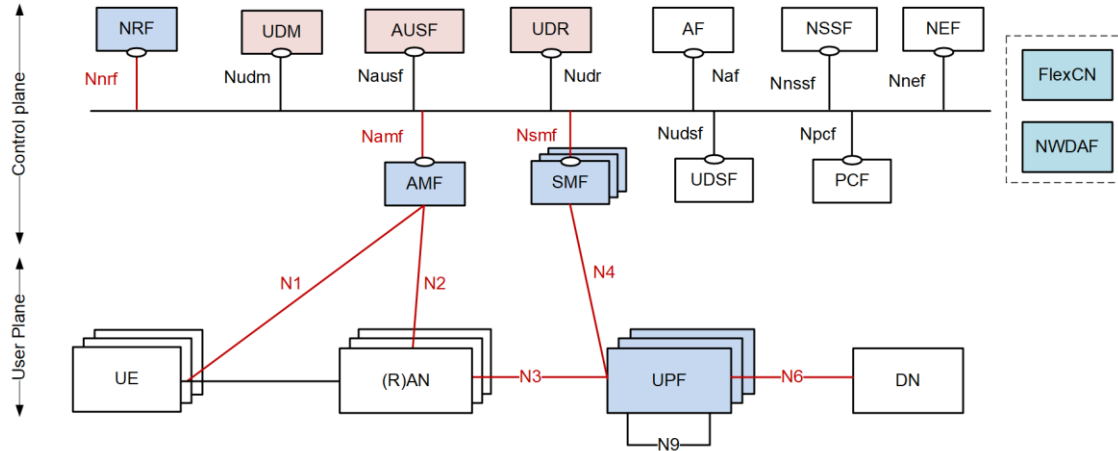 NRF
UDM
AUSF
UDR
AF
NSSF
NEF
FlexCN
NWDAF
Nnrf
Nudm
Nausf
Nudr
Naf
Nnssf
Nnef
Control plane
Namf
Nsmf
Nudsf
Npcf
AMF
SMF
UDSF
PCF
N1
N2
N4
User Plane
UE
(R)AN
N3
UPF
N6
DN
N9